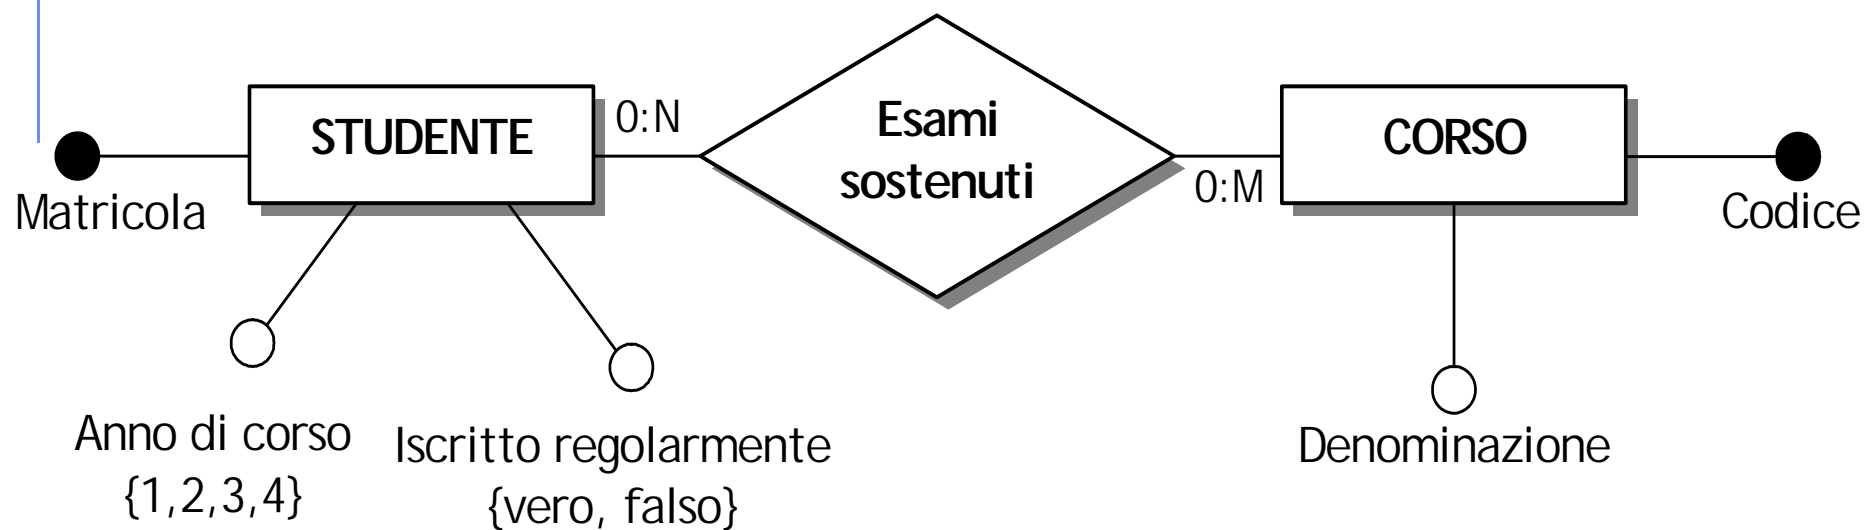 STUDENTE
0:N
Esami
sostenuti
0:M
CORSO
Matricola
Codice
Anno di corso
{1,2,3,4}
Iscritto regolarmente
{vero, falso}
Denominazione